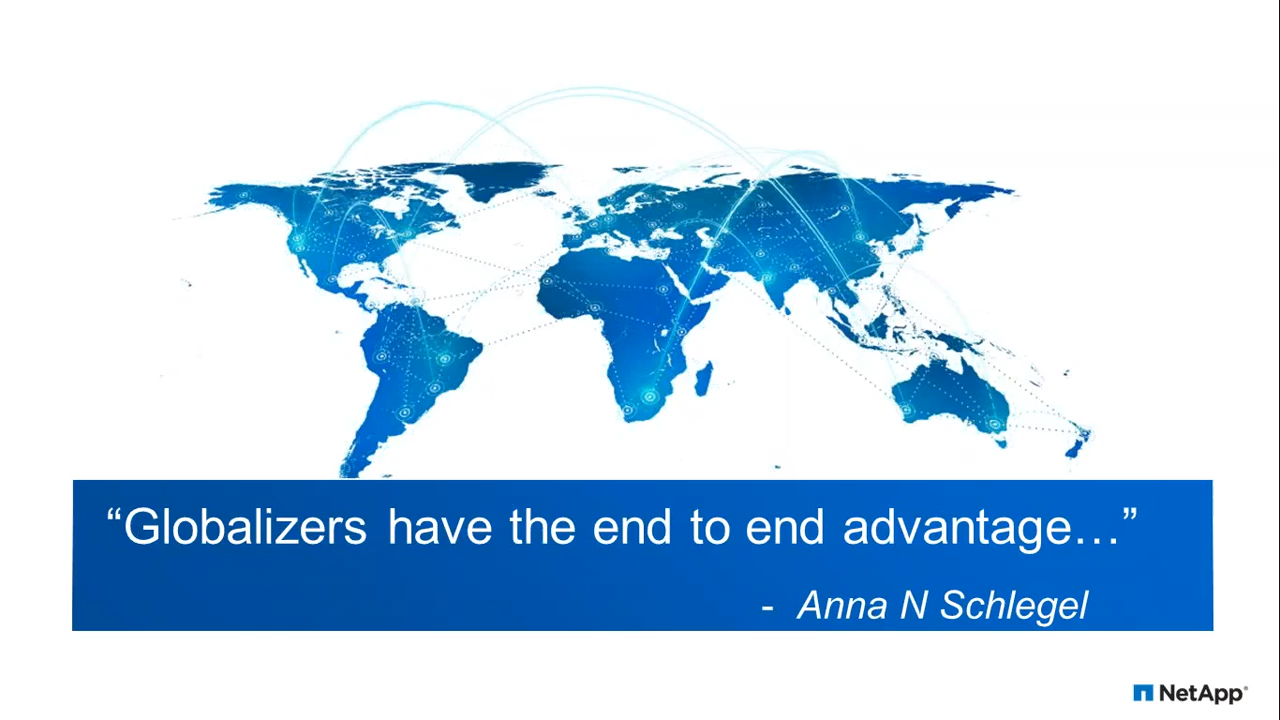 “Globalizers have the end to end advantage…”
- Anna N Schlegel
NetApp®